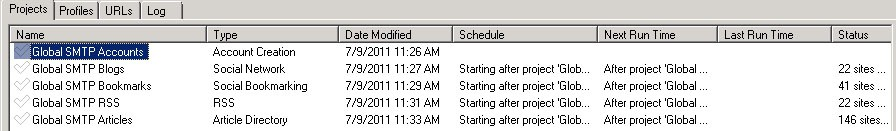 Projects Profiles URLs Log
Name Type Date Modified Schedule Next Run Time Last Run Time Status
Global SMTP Accounts Account Creation 7/9/2011 11:26 AM
Global SMTP Blogs Social Network 7/9/2011 11:27 AM Starting after project 'Glob... After project 'Global ... 22 sites ...
Global SMTP Bookmarks Social Bookmarking 7/9/2011 11:29 AM Starting after project 'Glob... After project 'Global ... 41 sites ...
Global SMTP RSS RSS 7/9/2011 11:31 AM Starting after project 'Glob... After project 'Global ... 22 sites ...
Global SMTP Articles Article Directory 7/9/2011 11:33 AM Starting after project 'Glob... After project 'Global ... 146 sites...